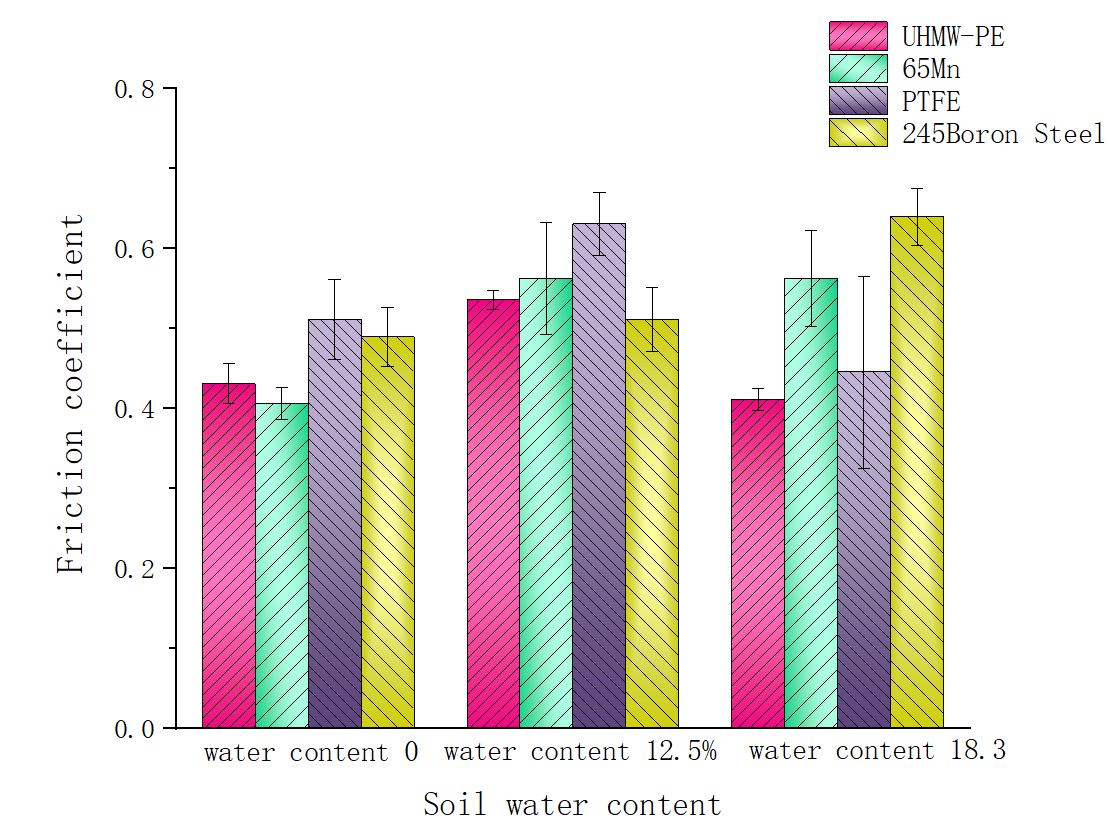 UHMW-PE
65Mn
PTFE
245Boron Steel
Friction coefficient
0.8
0.6
0.4
0.2
0.0
water content 0
water content 12.5%
water content 18.3
Soil water content